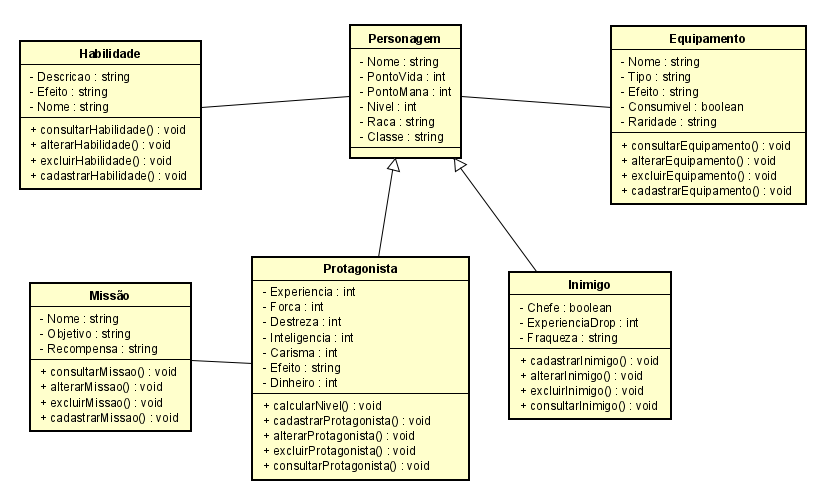 Habilidade
- Descricao : string
- Efeito : string
- Nome : string
+ consultarHabilidade() : void
+ alterarHabilidade() : void
+ excluirHabilidade() : void
+ cadastrarHabilidade() : void
Personagem
- Nome : string
- PontoVida : int
- PontoMana : int
- Nivel : int
- Raca : string
- Classe : string
Equipamento
- Nome : string
- Tipo : string
- Efeito : string
- Consumivel : boolean
- Raridade : string
+ consultarEquipamento() : void
+ alterarEquipamento() : void
+ excluirEquipamento() : void
+ cadastrarEquipamento() : void
Missão
- Nome : string
- Objetivo : string
- Recompensa : string
+ consultarMissao() : void
+ alterarMissao() : void
+ excluirMissao() : void
+ cadastrarMissao() : void
Protagonista
- Experiencia : int
- Forca : int
- Destreza : int
- Inteligencia : int
- Carisma : int
- Efeito : string
- Dinheiro : int
+ calcularNivel() : void
+ cadastrarProtagonista() : void
+ alterarProtagonista() : void
+ excluirProtagonista() : void
+ consultarProtagonista() : void
Inimigo
- Chefe : boolean
- ExperienciaDrop : int
- Fraqueza : string
+ cadastrarInimigo() : void
+ alterarInimigo() : void
+ excluirInimigo() : void
+ consultarInimigo() : void